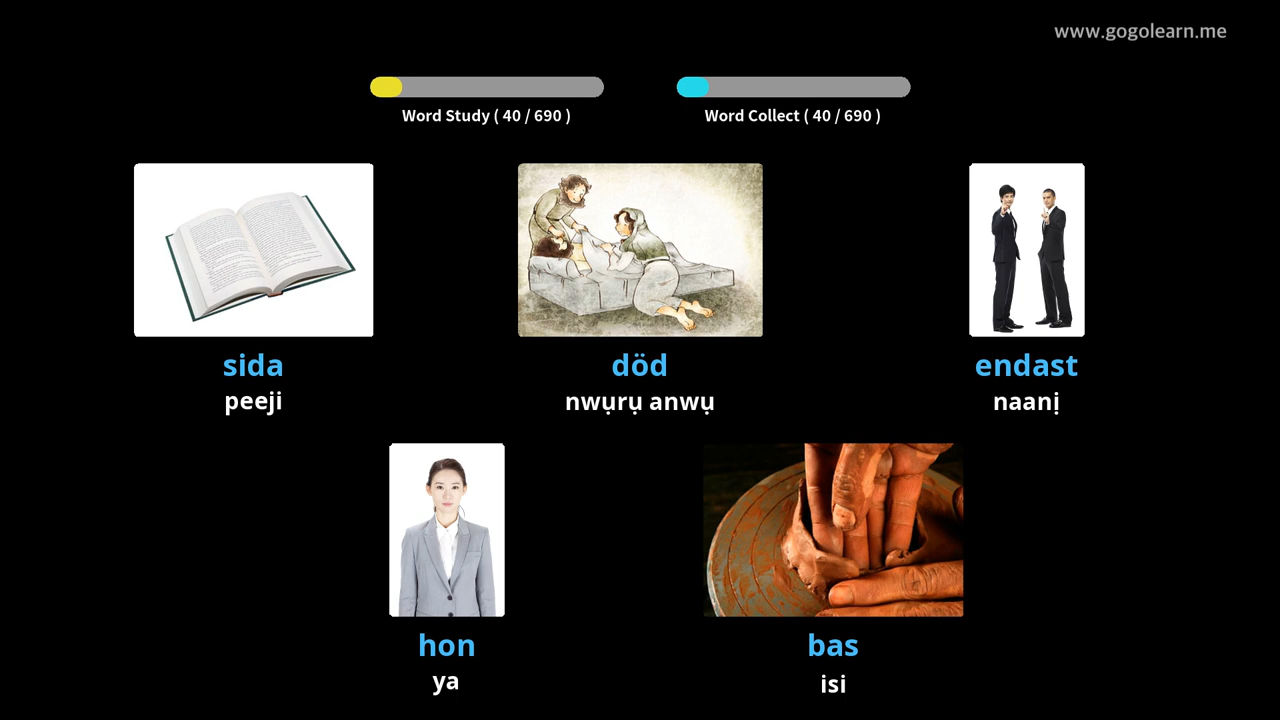 www.gogolearn.me
Word Study ( 40 / 690 )
Word Collect ( 40 / 690 )
sida
död
endast
peeji
nwụrụ anwụ
naanị
hon
bas
ya
isi